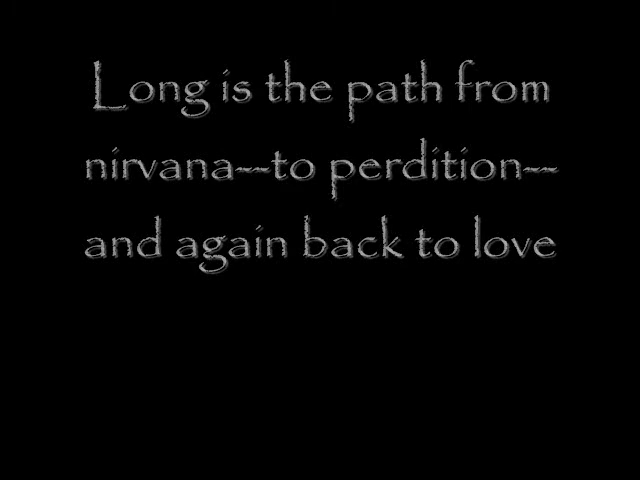 Long is the path from
nirvana--to perdition--
and again back to love